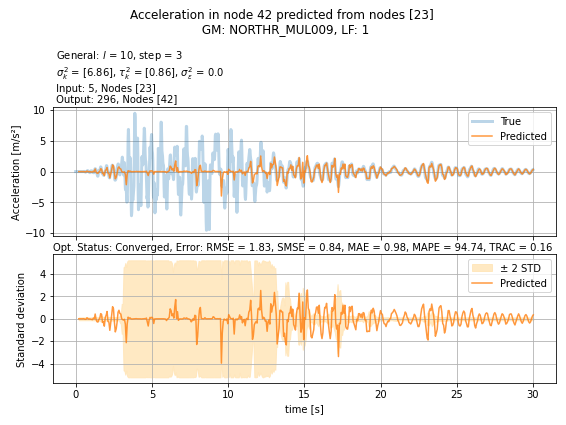 Acceleration in node 42 predicted from nodes [23]
GM: NORTHR_MUL009, LF: 1
General: l = 10, step = 3
σ²ₖ = [6.86], τ²ₖ = [0.86], σ²ε = 0.0
Input: 5, Nodes [23]
Output: 296, Nodes [42]
Acceleration [m/s²]
10
5
0
−5
−10
True
Predicted
Opt. Status: Converged, Error: RMSE = 1.83, SMSE = 0.84, MAE = 0.98, MAPE = 94.74, TRAC = 0.16
Standard deviation
4
2
0
−2
−4
± 2 STD
Predicted
0 5 10 15 20 25 30
time [s]